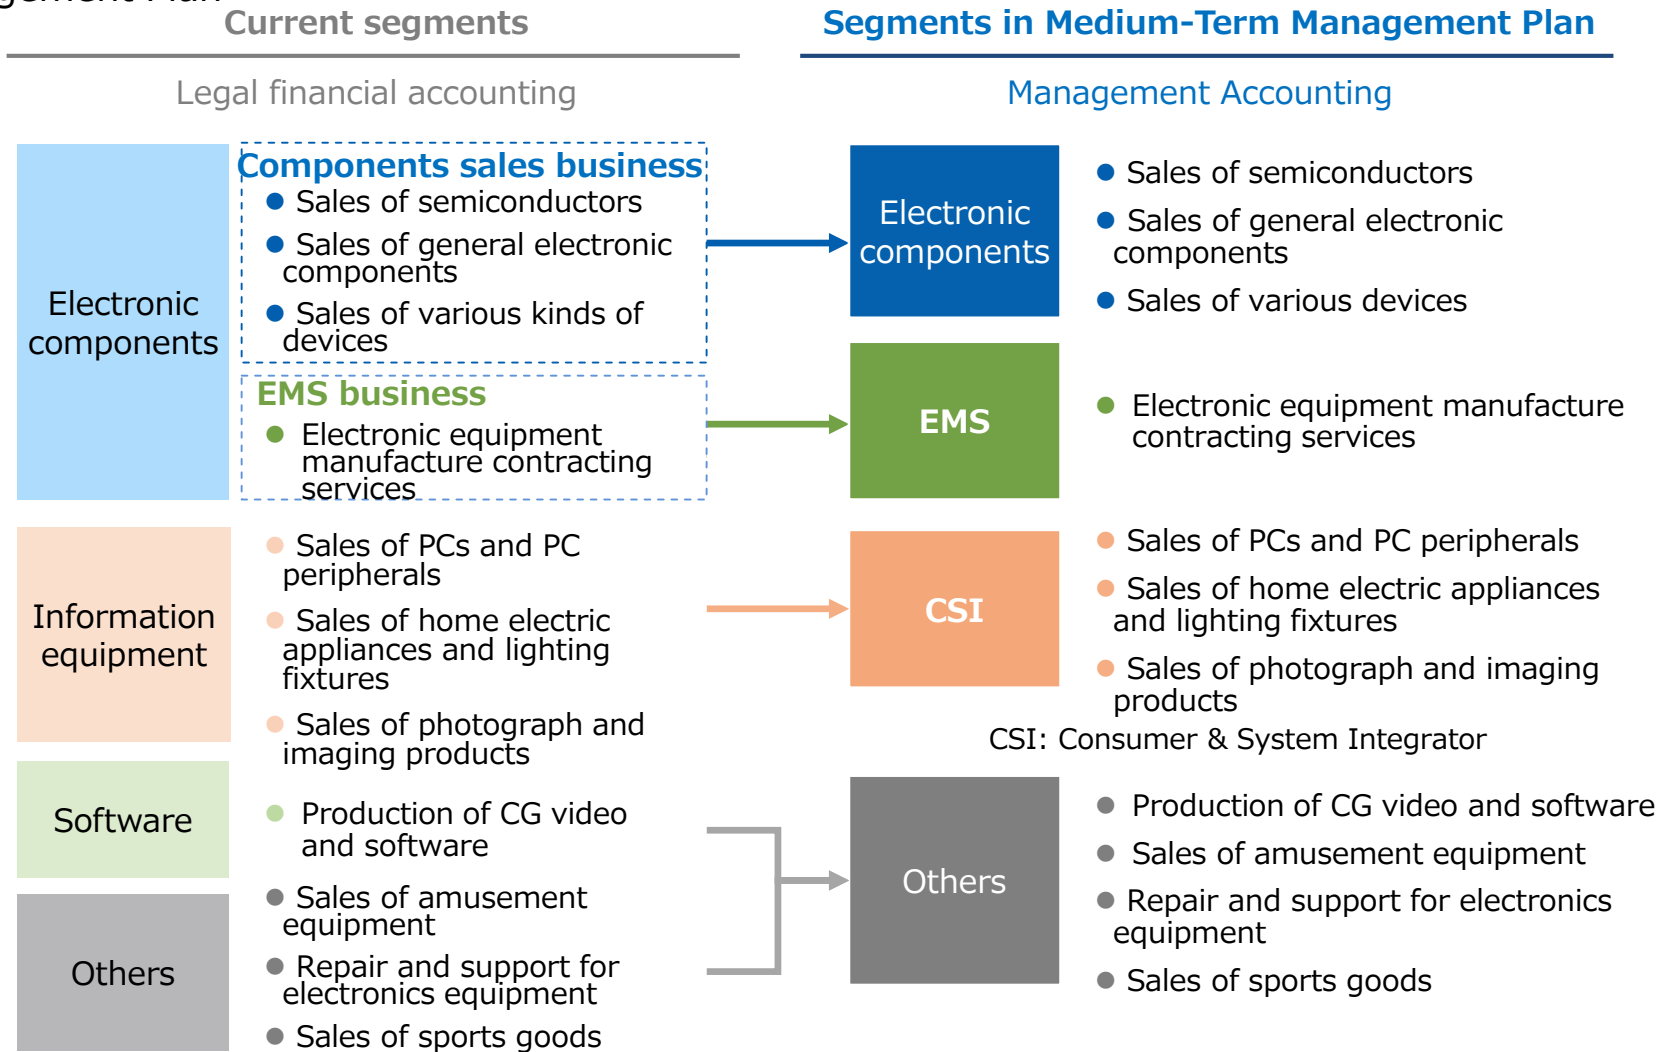 gement Plan
Current segments
Legal financial accounting
Electronic
components
Components sales business
● Sales of semiconductors
● Sales of general electronic
components
● Sales of various kinds of
devices
EMS business
● Electronic equipment
manufacture contracting
services
Information
equipment
● Sales of PCs and PC
peripherals
● Sales of home electric
appliances and lighting
fixtures
● Sales of photograph and
imaging products
Software
● Production of CG video
and software
Others
● Sales of amusement
equipment
● Repair and support for
electronics equipment
● Sales of sports goods
Segments in Medium-Term Management Plan
Management Accounting
Electronic
components
● Sales of semiconductors
● Sales of general electronic
components
● Sales of various devices
EMS
● Electronic equipment manufacture
contracting services
CSI
● Sales of PCs and PC peripherals
● Sales of home electric appliances
and lighting fixtures
● Sales of photograph and imaging
products
CSI: Consumer & System Integrator
Others
● Production of CG video and software
● Sales of amusement equipment
● Repair and support for electronics
equipment
● Sales of sports goods